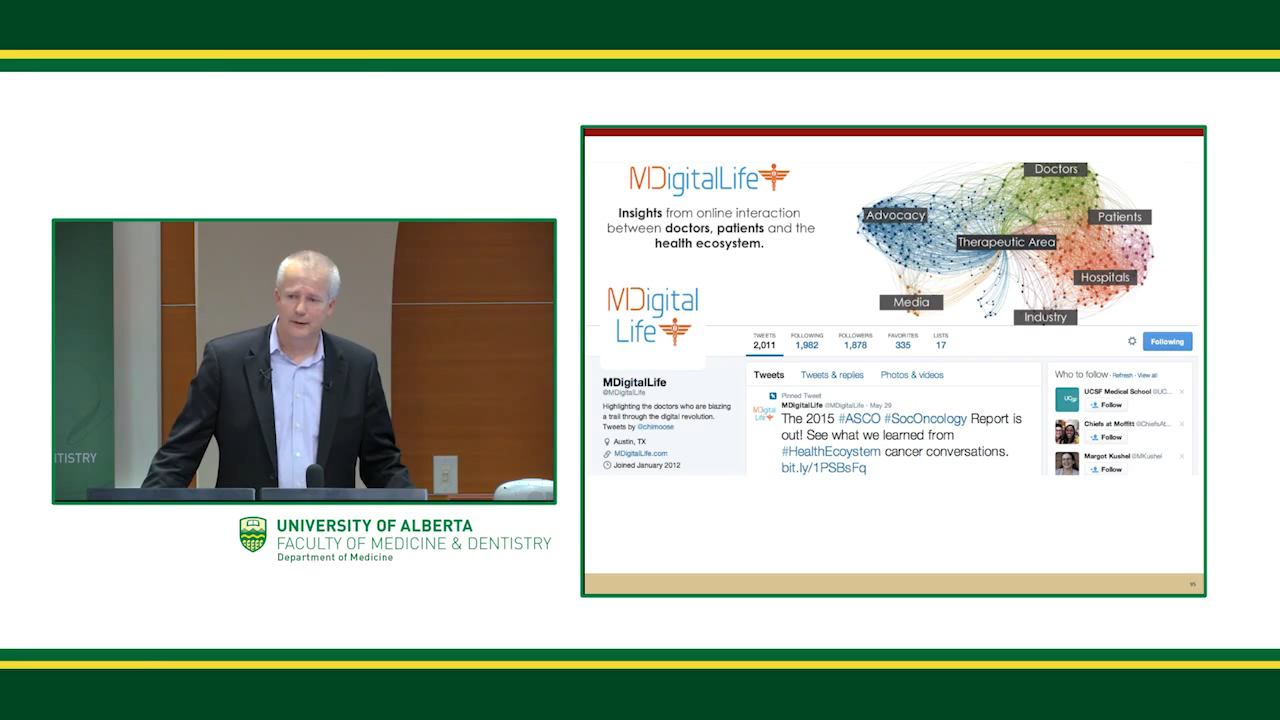 TISTRY
UNIVERSITY OF ALBERTA
FACULTY OF MEDICINE & DENTISTRY
Department of Medicine
MDigitalLife
Insights from online interaction
between doctors, patients and the
health ecosystem.
Doctors
Advocacy
Patients
Therapeutic Area
Hospitals
Media
Industry
MDigital
Life
TWEETS
2,011
FOLLOWING
1,982
FOLLOWERS
1,878
FAVORITES
335
LISTS
17
Following
MDigitalLife
@MDigitalLife
Highlighting the doctors who are blazing
a trail through the digital revolution.
Tweets by @chimoose
Austin, TX
MDigitalLife.com
Joined January 2012
Tweets
Tweets & replies
Photos & videos
Pinned Tweet
MDigitalLife @MDigitalLife · May 29
The 2015 #ASCO #SocOncology Report is
out! See what we learned from
#HealthEcoystem cancer conversations.
bit.ly/1PSBsFq
Who to follow · Refresh · View all
UCSF Medical School @UC...
Follow
Chiefs at Moffitt @ChiefsAt...
Follow
Margot Kushel @MKushel
Follow
95